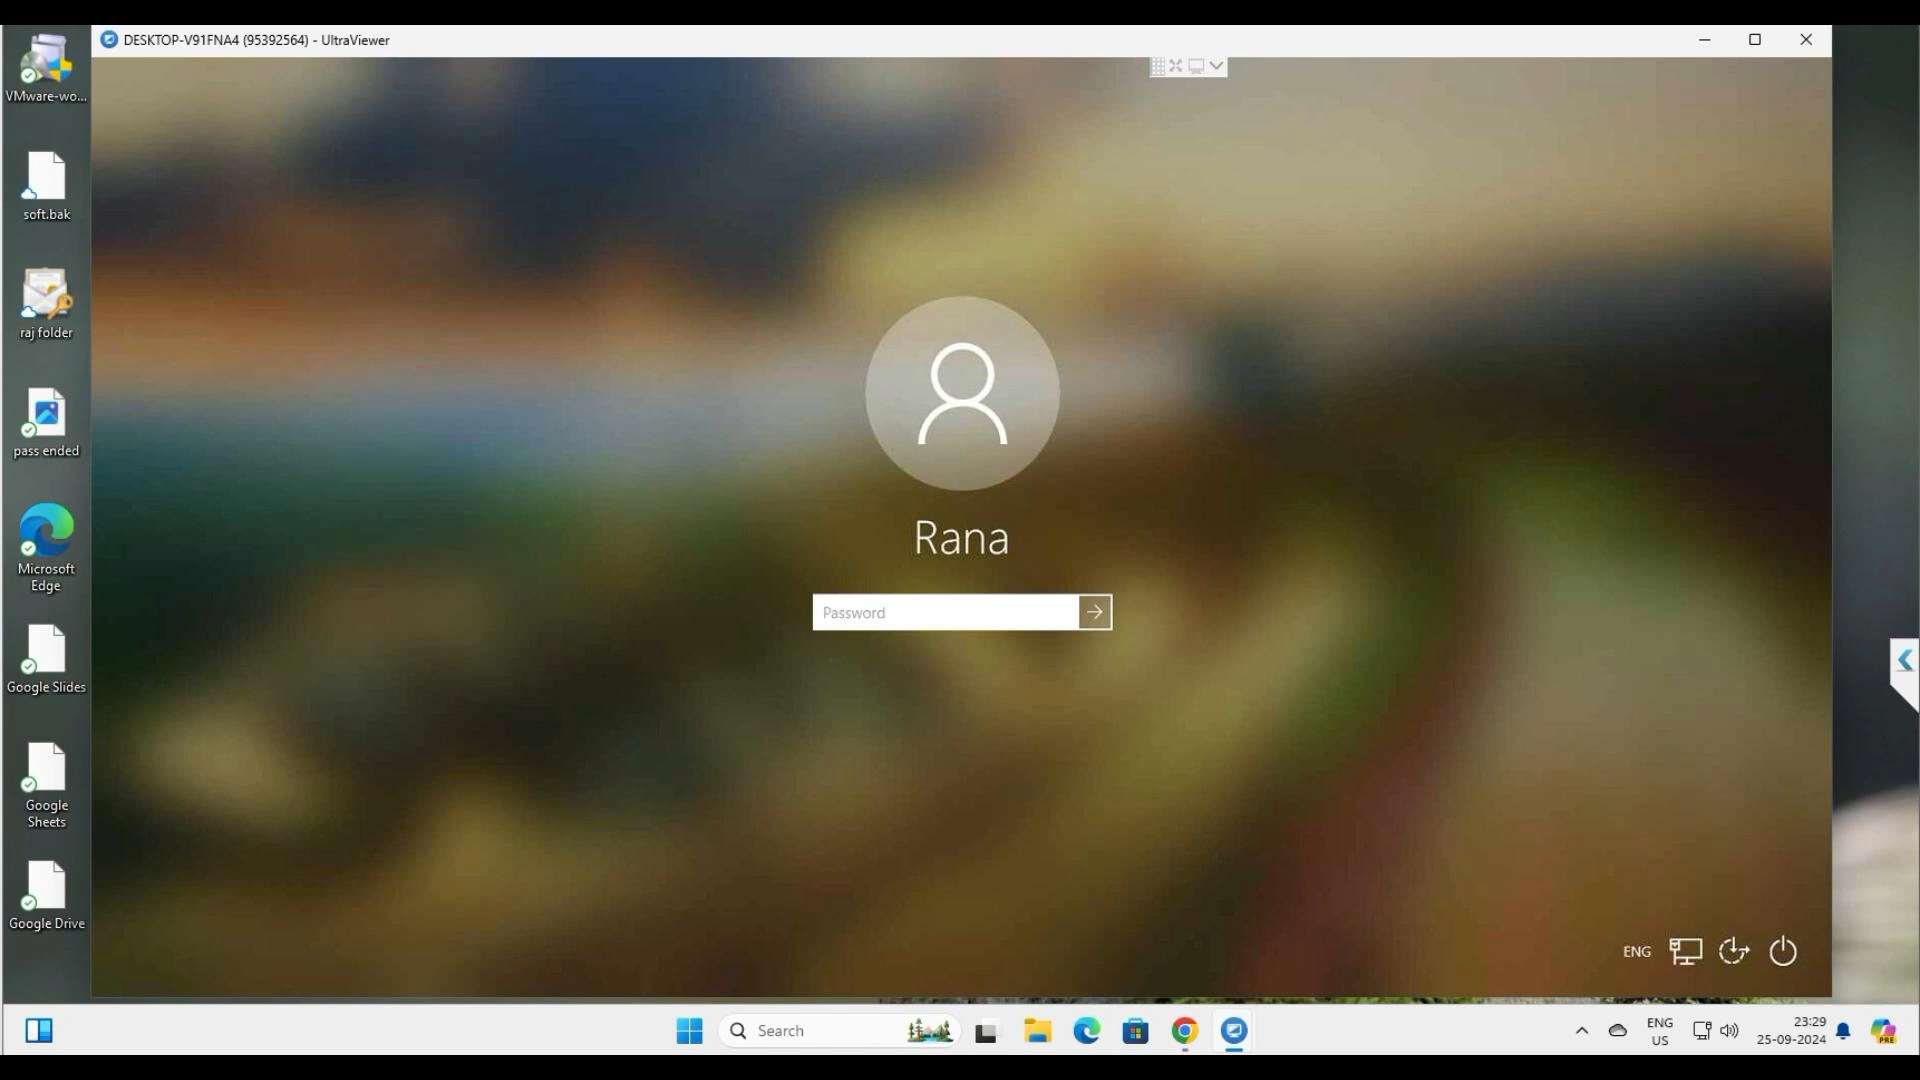 DESKTOP-V91FNA4 (95392564) - UltraViewer
VMware-wo...
soft.bak
raj folder
pass ended
Microsoft
Edge
Google Slides
Google
Sheets
Google Drive
Rana
Password
ENG
Search
ENG
US
23:29
25-09-2024
PRE